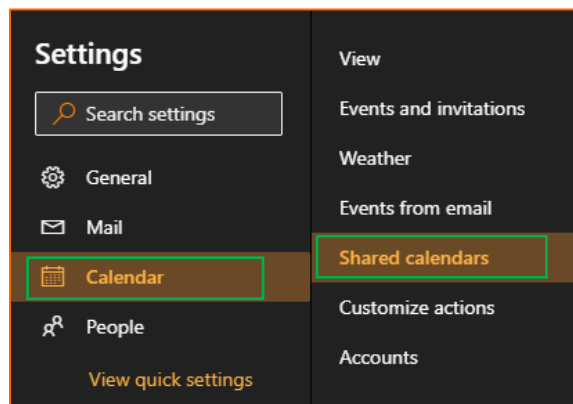 Settings
Search settings
General
Mail
Calendar
People
View quick settings
View
Events and invitations
Weather
Events from email
Shared calendars
Customize actions
Accounts